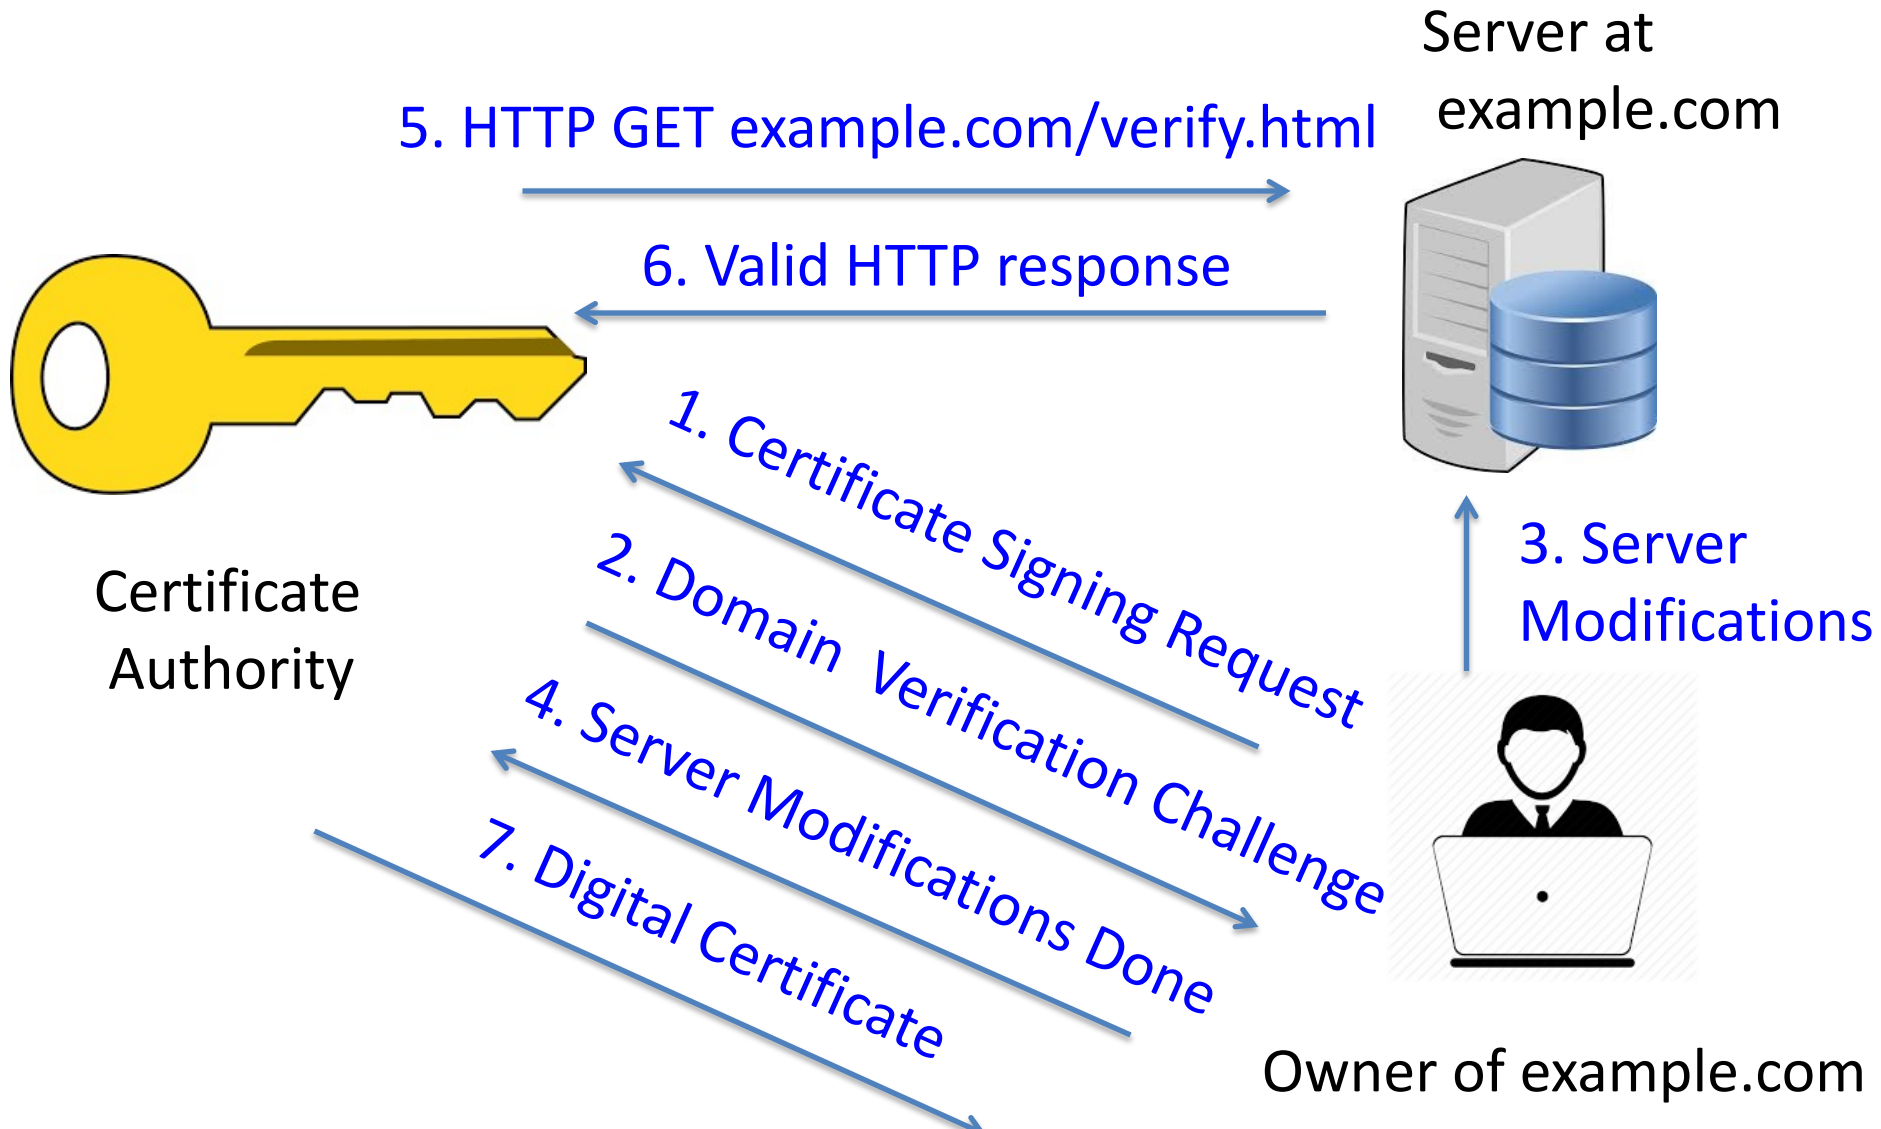 Server at
example.com
5. HTTP GET example.com/verify.html
6. Valid HTTP response
1. Certificate Signing Request
2. Domain  Verification Challenge
3. Server
Modifications
Certificate
Authority
4. Server Modifications Done
7. Digital Certificate
Owner of example.com